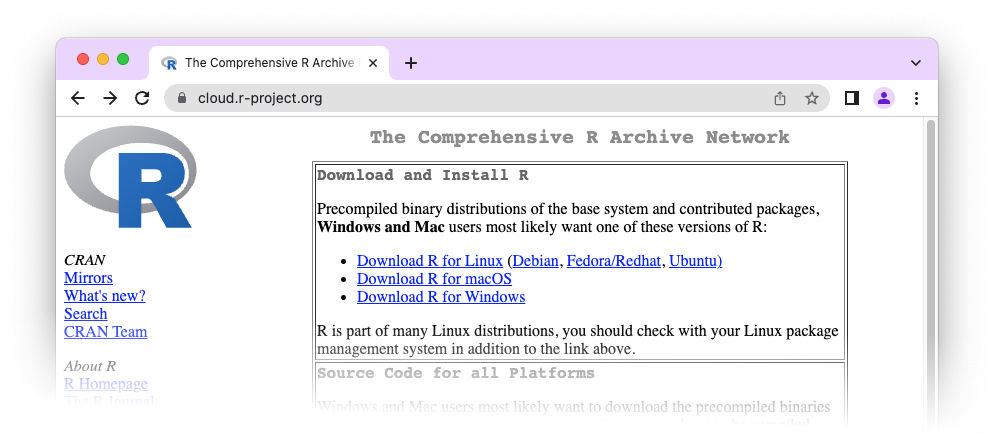 The Comprehensive R Archive
cloud.r-project.org
R
The Comprehensive R Archive Network
Download and Install R
Precompiled binary distributions of the base system and contributed packages,
Windows and Mac users most likely want one of these versions of R:
Download R for Linux (Debian, Fedora/Redhat, Ubuntu)
Download R for macOS
Download R for Windows
R is part of many Linux distributions, you should check with your Linux package
management system in addition to the link above.
Source Code for all Platforms
Windows and Mac users most likely want to download the precompiled binaries
CRAN
Mirrors
What's new?
Search
CRAN Team
About R
R Homepage
The R Journal